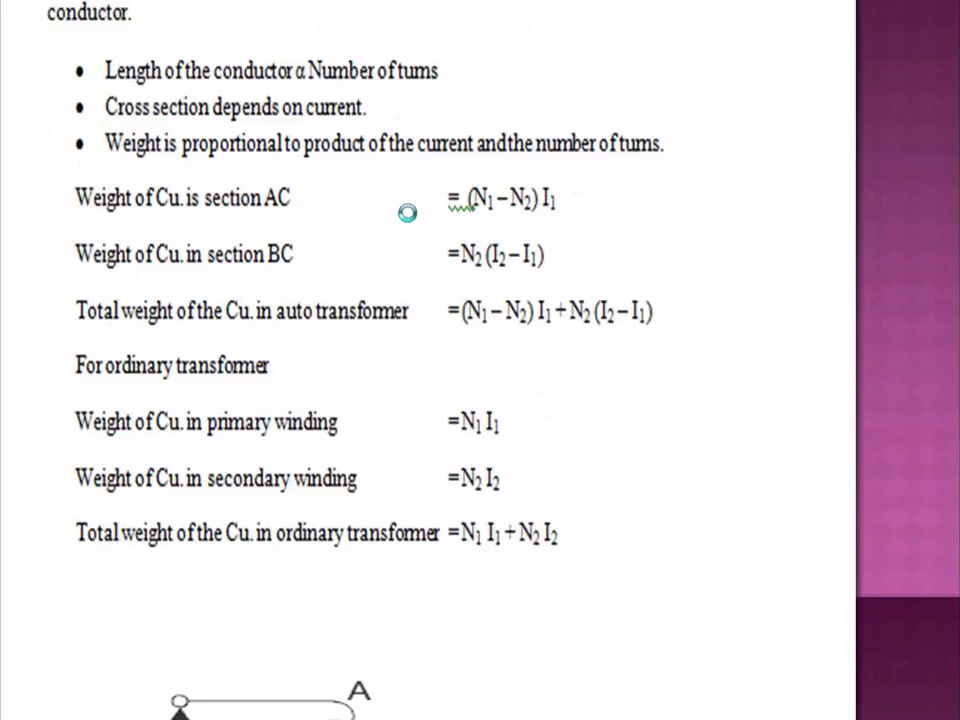 conductor.
• Length of the conductor α Number of turns
• Cross section depends on current.
• Weight is proportional to product of the current and the number of turns.
Weight of Cu. is section AC = (N₁ – N₂) I₁
Weight of Cu. in section BC =N₂ (I₂ – I₁)
Total weight of the Cu. in auto transformer =(N₁ – N₂) I₁ + N₂ (I₂ – I₁)
For ordinary transformer
Weight of Cu. in primary winding =N₁ I₁
Weight of Cu. in secondary winding =N₂ I₂
Total weight of the Cu. in ordinary transformer =N₁ I₁ + N₂ I₂
A